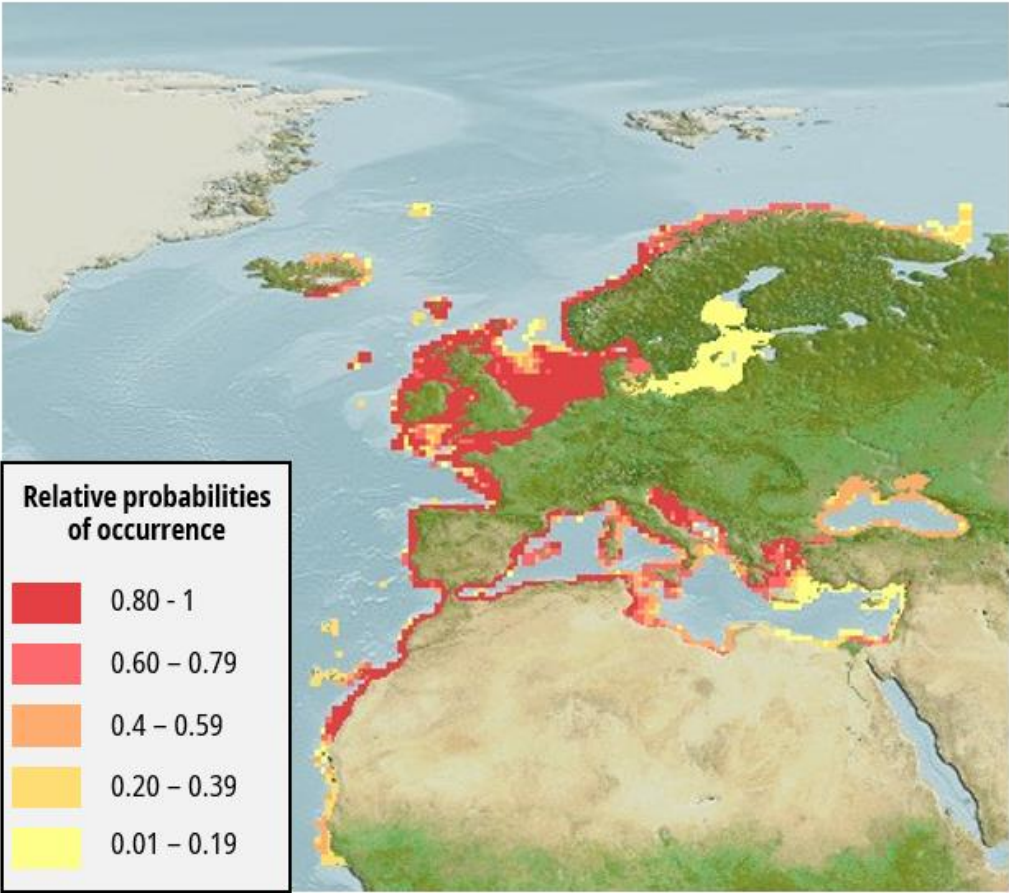 Relative probabilities
of occurrence
0.80 - 1
0.60 – 0.79
0.4 – 0.59
0.20 – 0.39
0.01 – 0.19